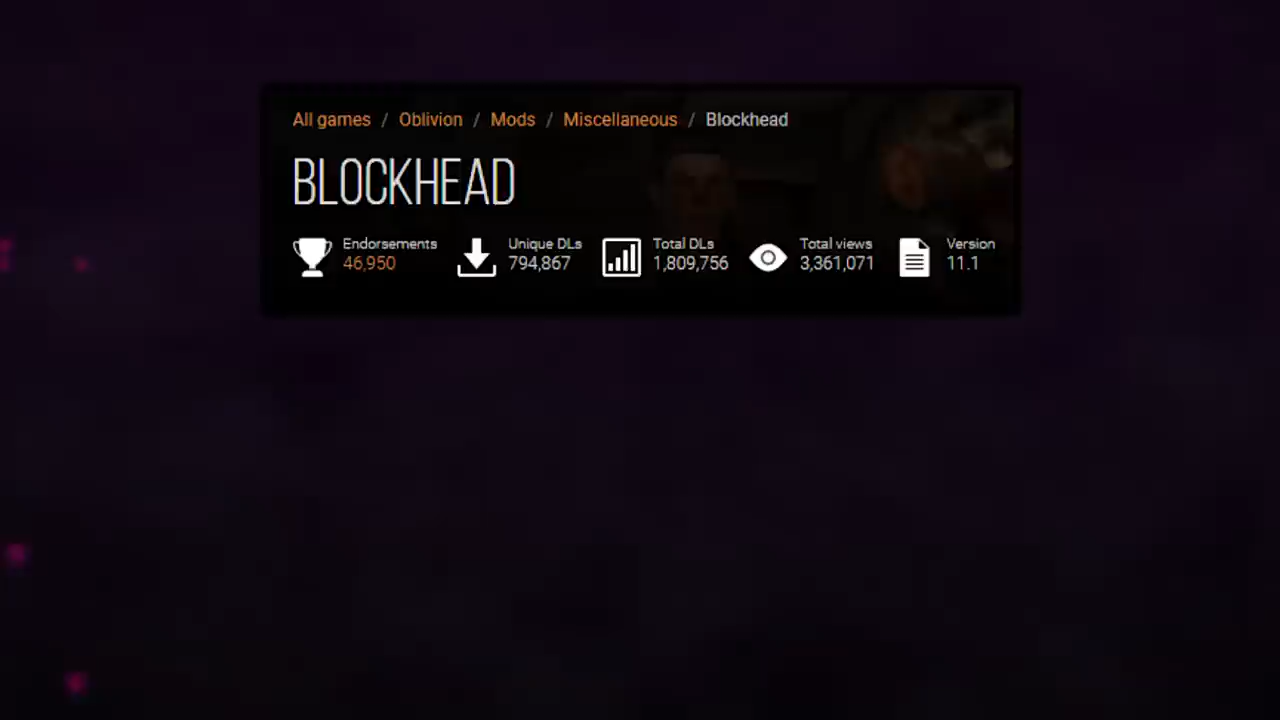 All games / Oblivion / Mods / Miscellaneous / Blockhead
BLOCKHEAD
Endorsements Unique DLs Total DLs Total views Version
46,950 794,867 1,809,756 3,361,071 11.1